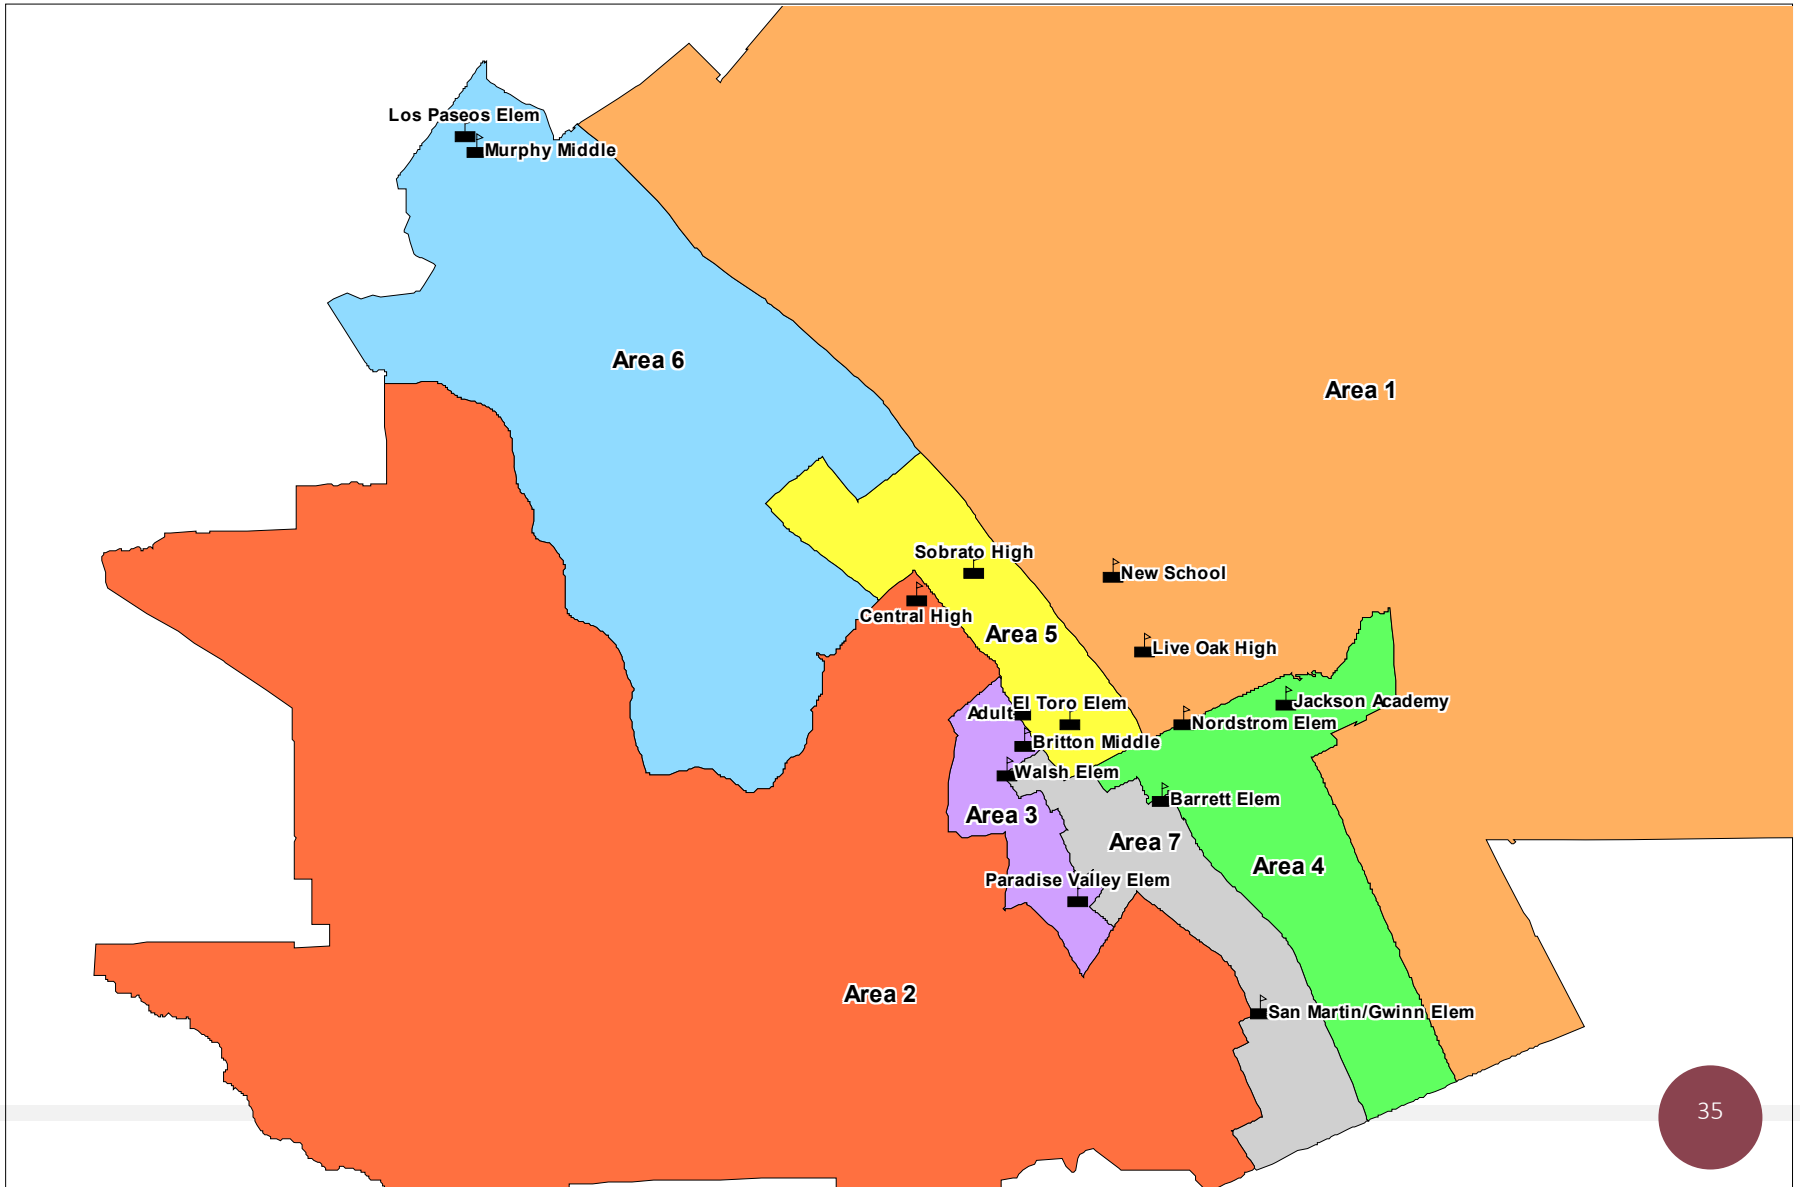 Los Paseos Elem
Murphy Middle
Area 6
Area 1
Sobrato High
New School
Central High
Area 5
Live Oak High
El Toro Elem
Jackson Academy
Adult
Nordstrom Elem
Britton Middle
Walsh Elem
Barrett Elem
Area 3
Area 7
Area 4
Paradise Valley Elem
Area 2
San Martin/Gwinn Elem
35